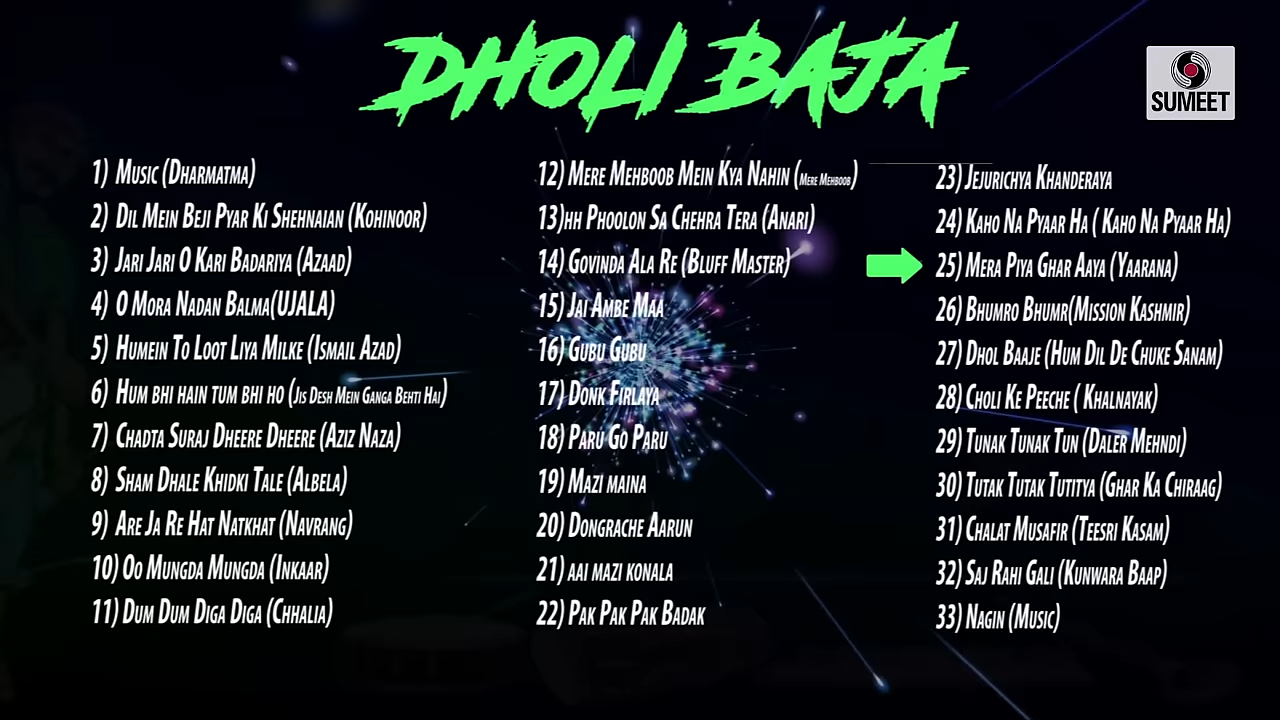 DHOLI BAJA
SUMEET
1) Music (Dharmatma)
2) Dil Mein Beji Pyar Ki Shehnaian (Kohinoor)
3) Jari Jari O Kari Badariya (Azaad)
4) O Mora Nadan Balma(UJALA)
5) Humein To Loot Liya Milke (Ismail Azad)
6) Hum bhi hain tum bhi ho (Jis Desh Mein Ganga Behti Hai)
7) Chadta Suraj Dheere Dheere (Aziz Naza)
8) Sham Dhale Khidki Tale (Albela)
9) Are Ja Re Hat Natkhat (Navrang)
10) Oo Mungda Mungda (Inkaar)
11) Dum Dum Diga Diga (Chhalia)
12) Mere Mehboob Mein Kya Nahin (Mere Mehboob)
13)hh Phoolon Sa Chehra Tera (Anari)
14) Govinda Ala Re (Bluff Master)
15) Jai Ambe Maa
16) Gubu Gubu
17) Donk Firlaya
18) Paru Go Paru
19) Mazi maina
20) Dongrache Aarun
21) aai mazi konala
22) Pak Pak Pak Badak
23) Jejurichya Khanderaya
24) Kaho Na Pyaar Ha ( Kaho Na Pyaar Ha)
25) Mera Piya Ghar Aaya (Yaarana)
26) Bhumro Bhumr(Mission Kashmir)
27) Dhol Baaje (Hum Dil De Chuke Sanam)
28) Choli Ke Peeche ( Khalnayak)
29) Tunak Tunak Tun (Daler Mehndi)
30) Tutak Tutak Tutitya (Ghar Ka Chiraag)
31) Chalat Musafir (Teesri Kasam)
32) Saj Rahi Gali (Kunwara Baap)
33) Nagin (Music)